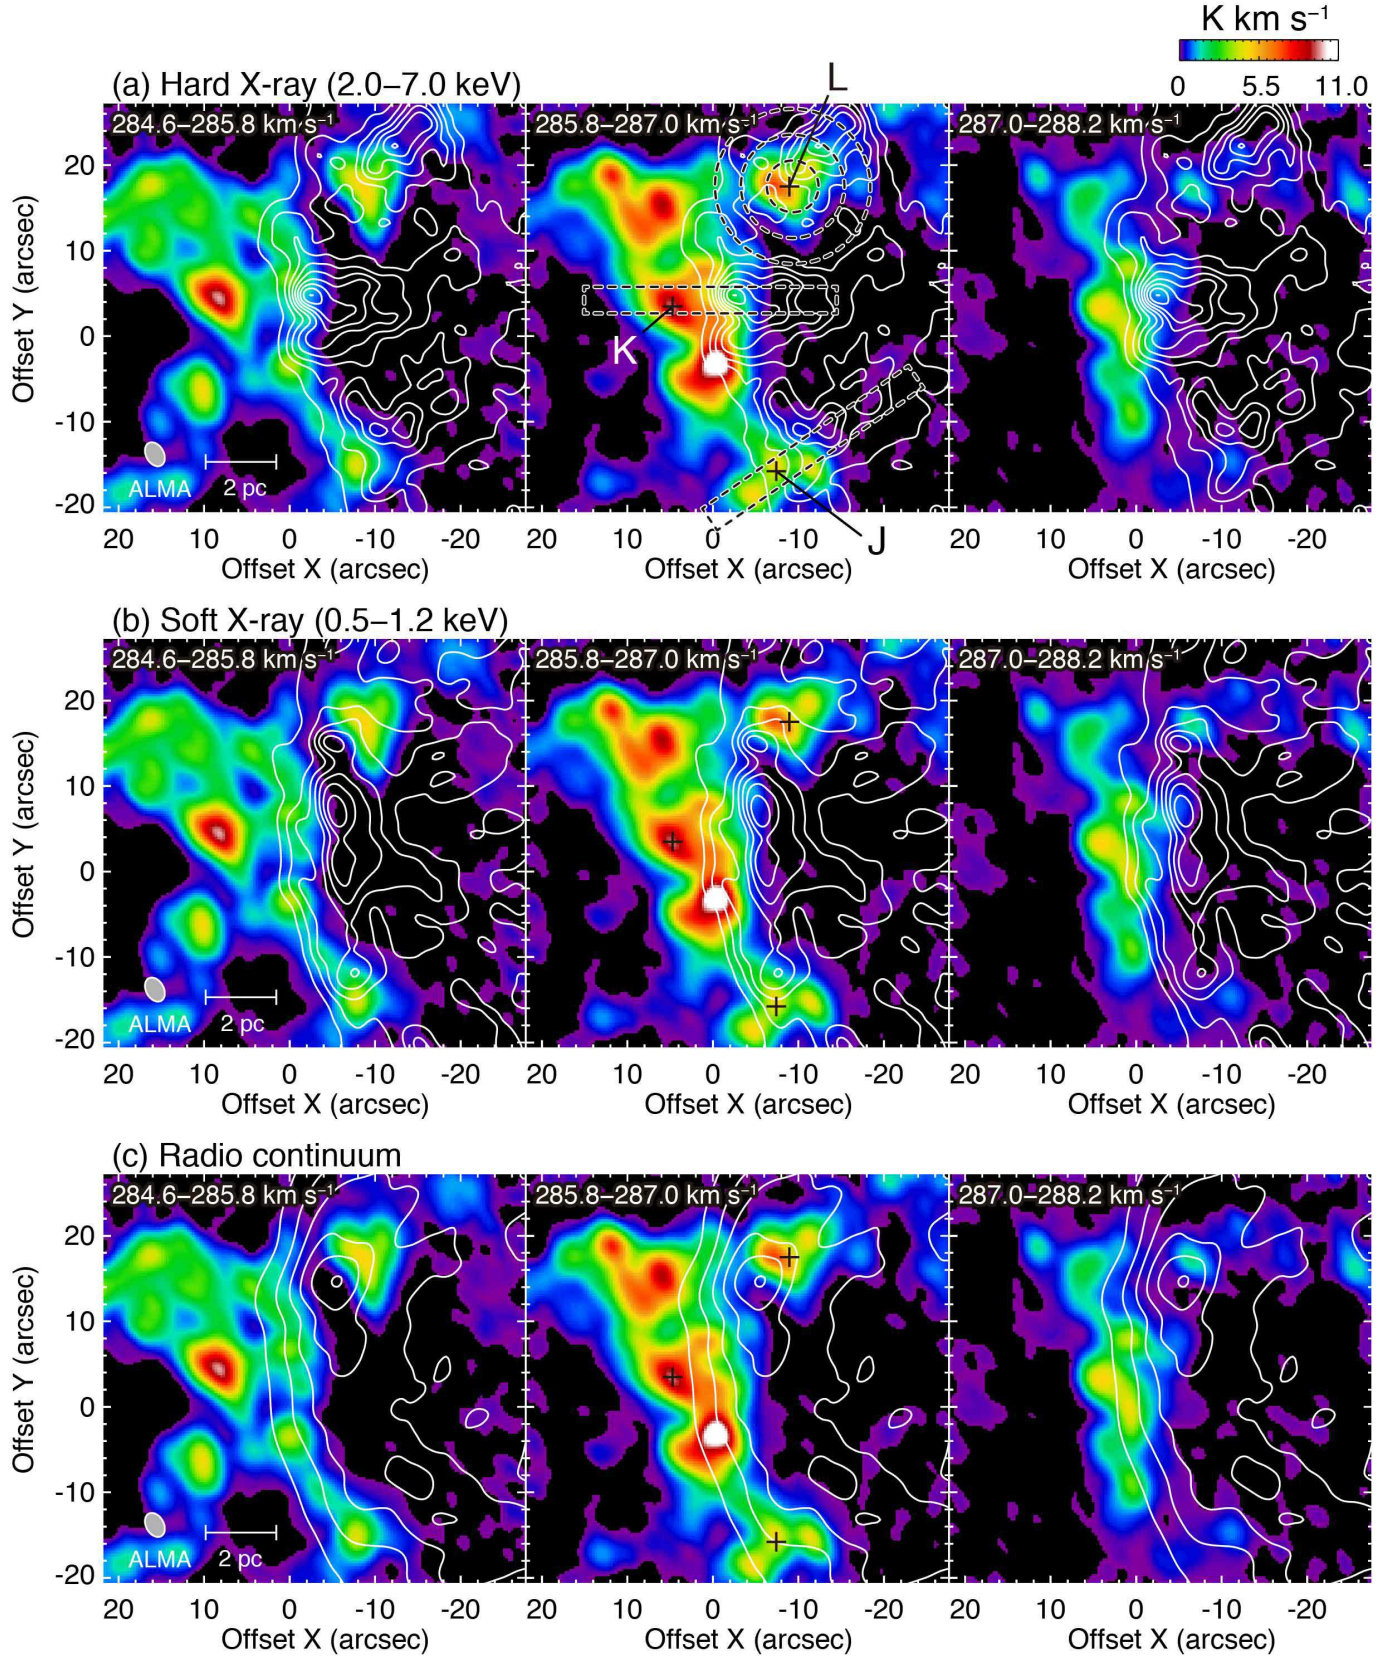 K km s⁻¹
0 5.5 11.0
(a) Hard X-ray (2.0–7.0 keV)
L
284.6–285.8 km s⁻¹ 285.8–287.0 km s⁻¹ 287.0–288.2 km s⁻¹
20
10
0
-10
-20
Offset Y (arcsec)
K
J
ALMA 2 pc
20 10 0 -10 -20 20 10 0 -10 -20 20 10 0 -10 -20
Offset X (arcsec) Offset X (arcsec) Offset X (arcsec)
(b) Soft X-ray (0.5–1.2 keV)
284.6–285.8 km s⁻¹ 285.8–287.0 km s⁻¹ 287.0–288.2 km s⁻¹
20
10
0
-10
-20
Offset Y (arcsec)
ALMA 2 pc
20 10 0 -10 -20 20 10 0 -10 -20 20 10 0 -10 -20
Offset X (arcsec) Offset X (arcsec) Offset X (arcsec)
(c) Radio continuum
284.6–285.8 km s⁻¹ 285.8–287.0 km s⁻¹ 287.0–288.2 km s⁻¹
20
10
0
-10
-20
Offset Y (arcsec)
ALMA 2 pc
20 10 0 -10 -20 20 10 0 -10 -20 20 10 0 -10 -20
Offset X (arcsec) Offset X (arcsec) Offset X (arcsec)